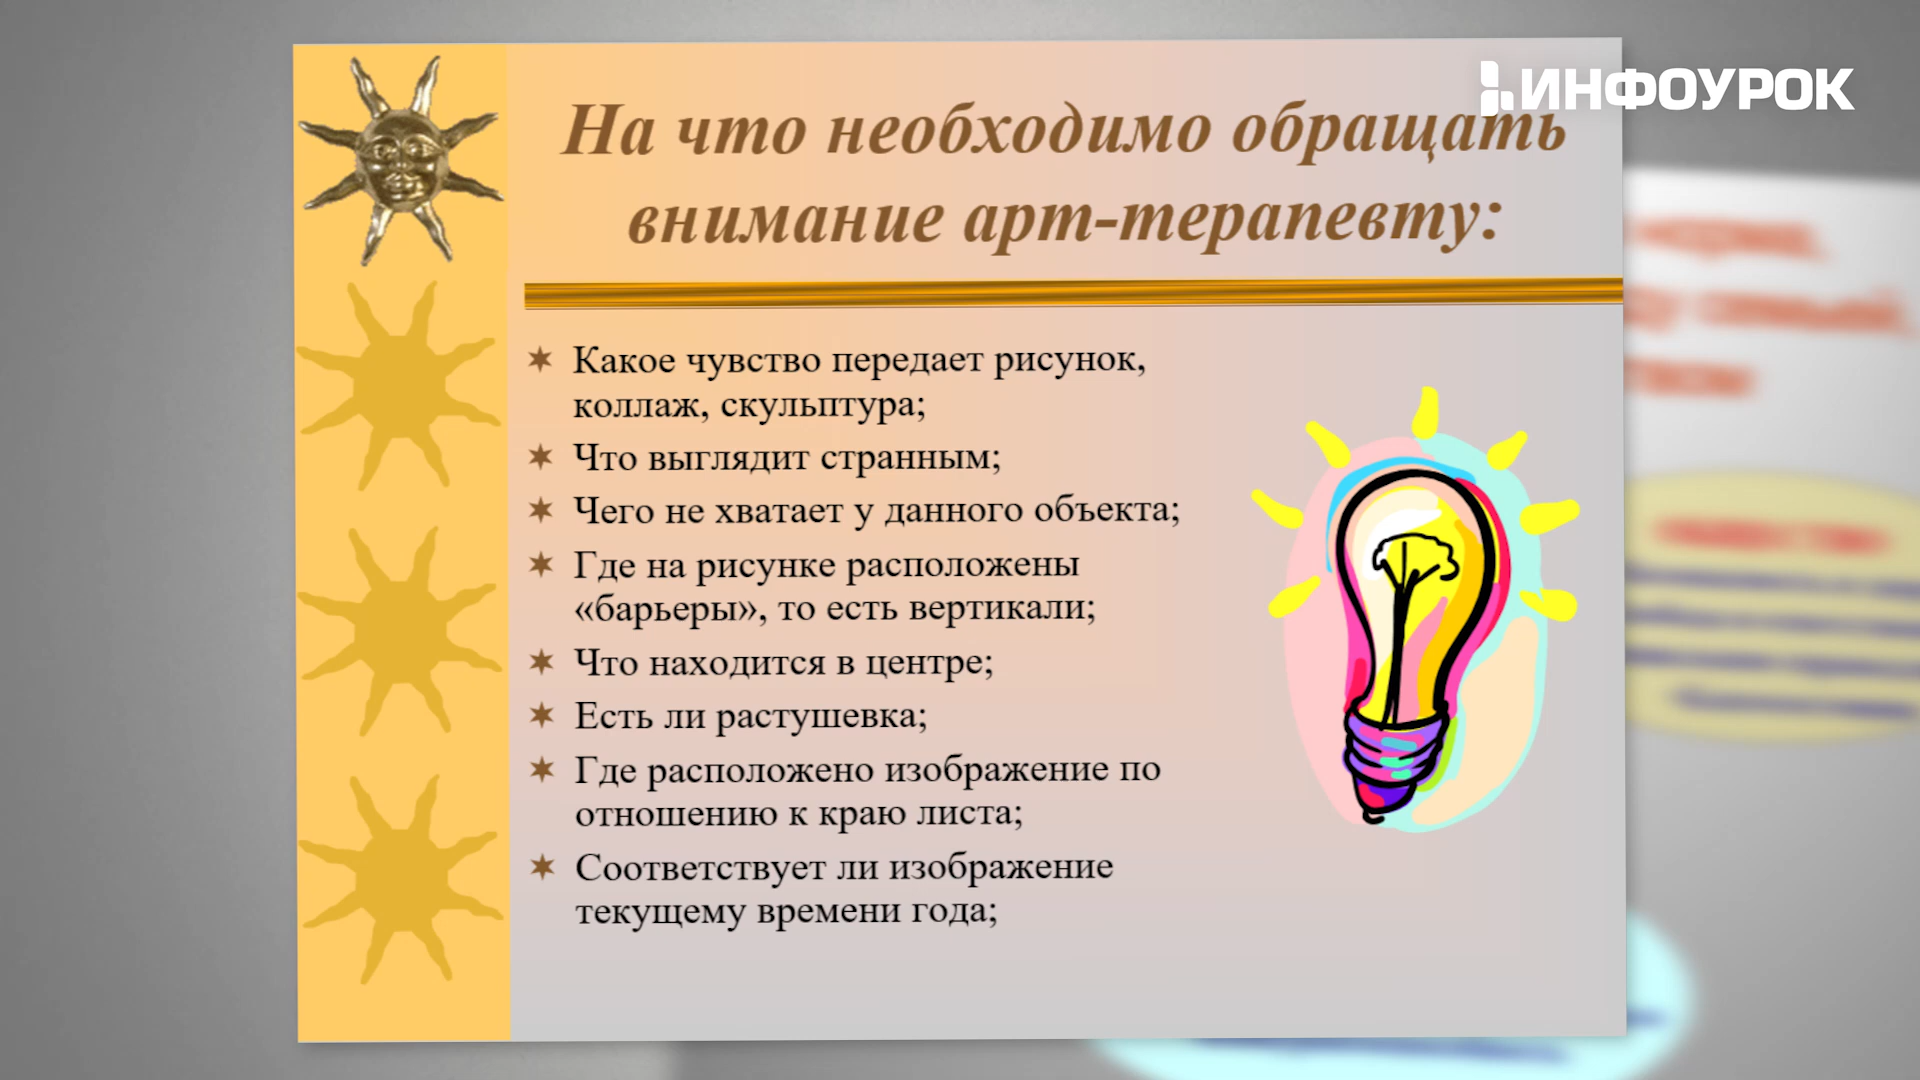 ИНФОУРОК
На что необходимо обращать
внимание арт-терапевту:
Какое чувство передает рисунок,
коллаж, скульптура;
Что выглядит странным;
Чего не хватает у данного объекта;
Где на рисунке расположены
«барьеры», то есть вертикали;
Что находится в центре;
Есть ли растушевка;
Где расположено изображение по
отношению к краю листа;
Соответствует ли изображение
текущему времени года;